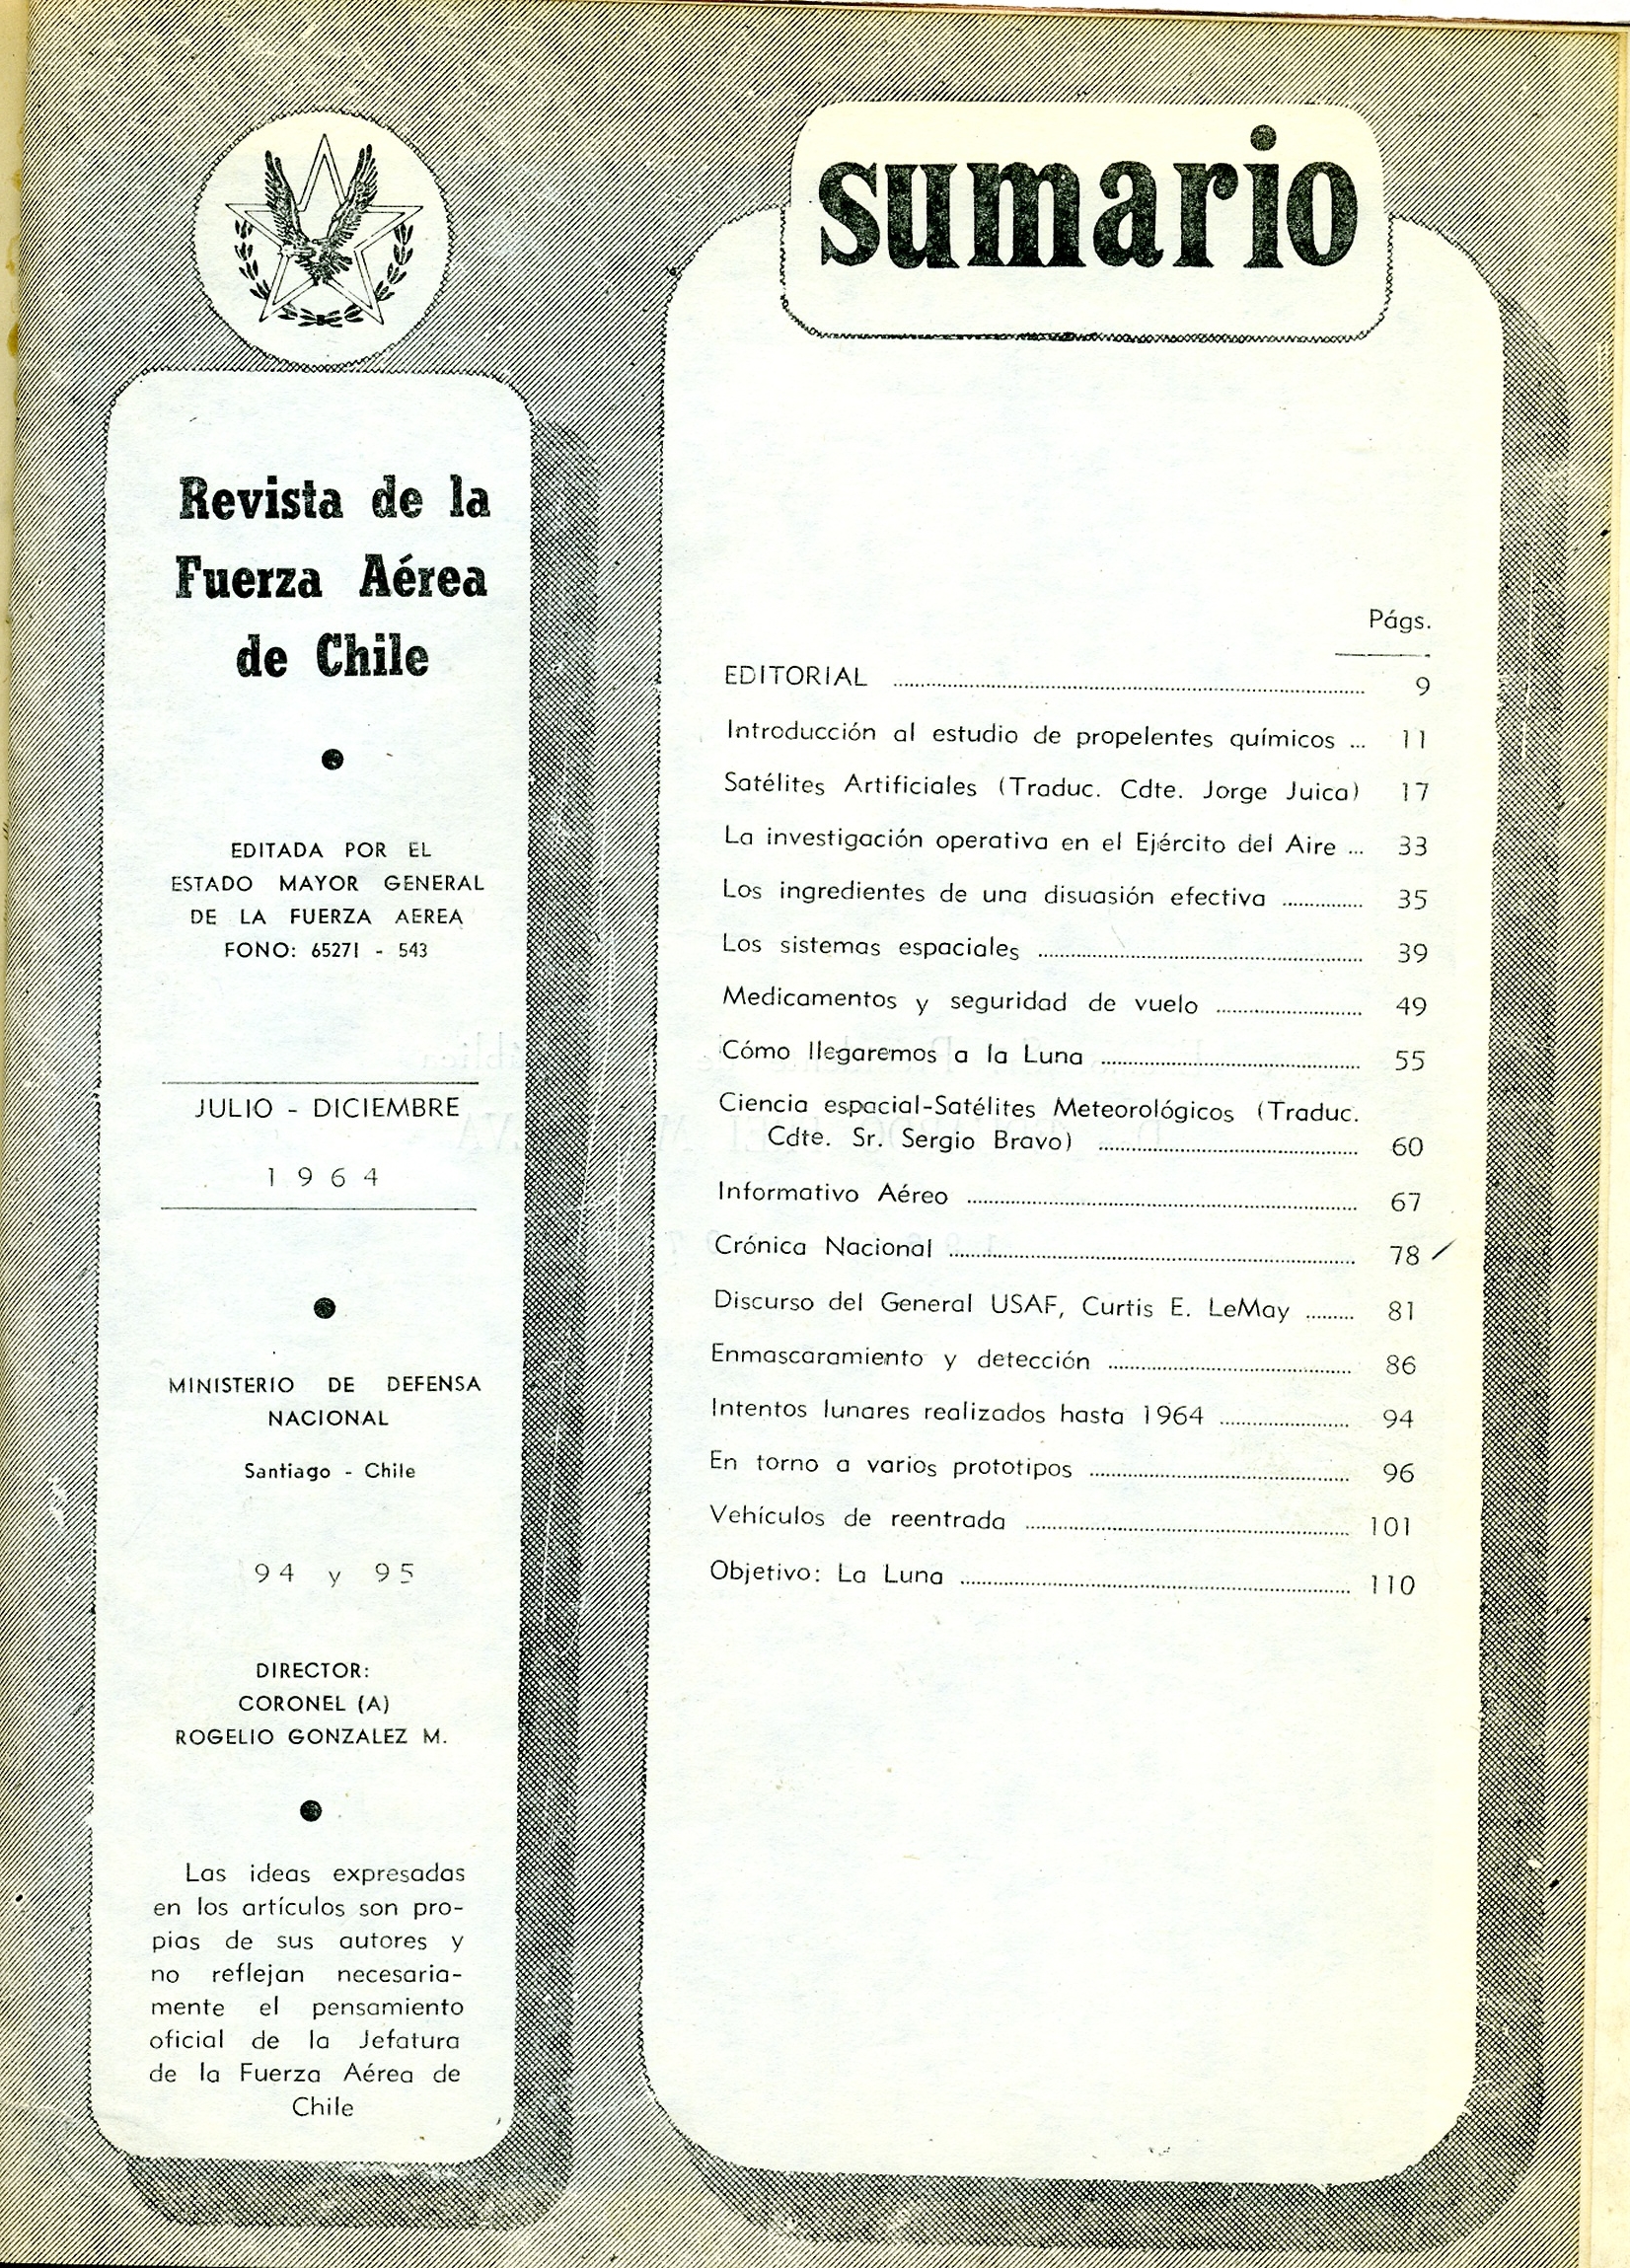 Revista de la
Fuerza Aérea
de Chile
EDITADA POR EL
ESTADO MAYOR GENERAL
DE LA FUERZA AEREA
FONO: 65271 - 543
JULIO - DICIEMBRE
1964
MINISTERIO DE DEFENSA
NACIONAL
Santiago - Chile
94 y 95
DIRECTOR:
CORONEL (A)
ROGELIO GONZALEZ M.
Las ideas expresadas
en los artículos son pro-
pias de sus autores y
no reflejan necesaria-
mente el pensamiento
oficial de la Jefatura
de la Fuerza Aérea de
Chile
sumario
Págs.
EDITORIAL 9
Introducción al estudio de propelentes químicos ... 11
Satélites Artificiales (Traduc. Cdte. Jorge Juica) 17
La investigación operativa en el Ejército del Aire ... 33
Los ingredientes de una disuasión efectiva 35
Los sistemas espaciales 39
Medicamentos y seguridad de vuelo 49
Cómo llegaremos a la Luna 55
Ciencia espacial-Satélites Meteorológicos (Traduc.
Cdte. Sr. Sergio Bravo) 60
Informativo Aéreo 67
Crónica Nacional 78
Discurso del General USAF, Curtis E. LeMay 81
Enmascaramiento y detección 86
Intentos lunares realizados hasta 1964 94
En torno a varios prototipos 96
Vehículos de reentrada 101
Objetivo: La Luna 110